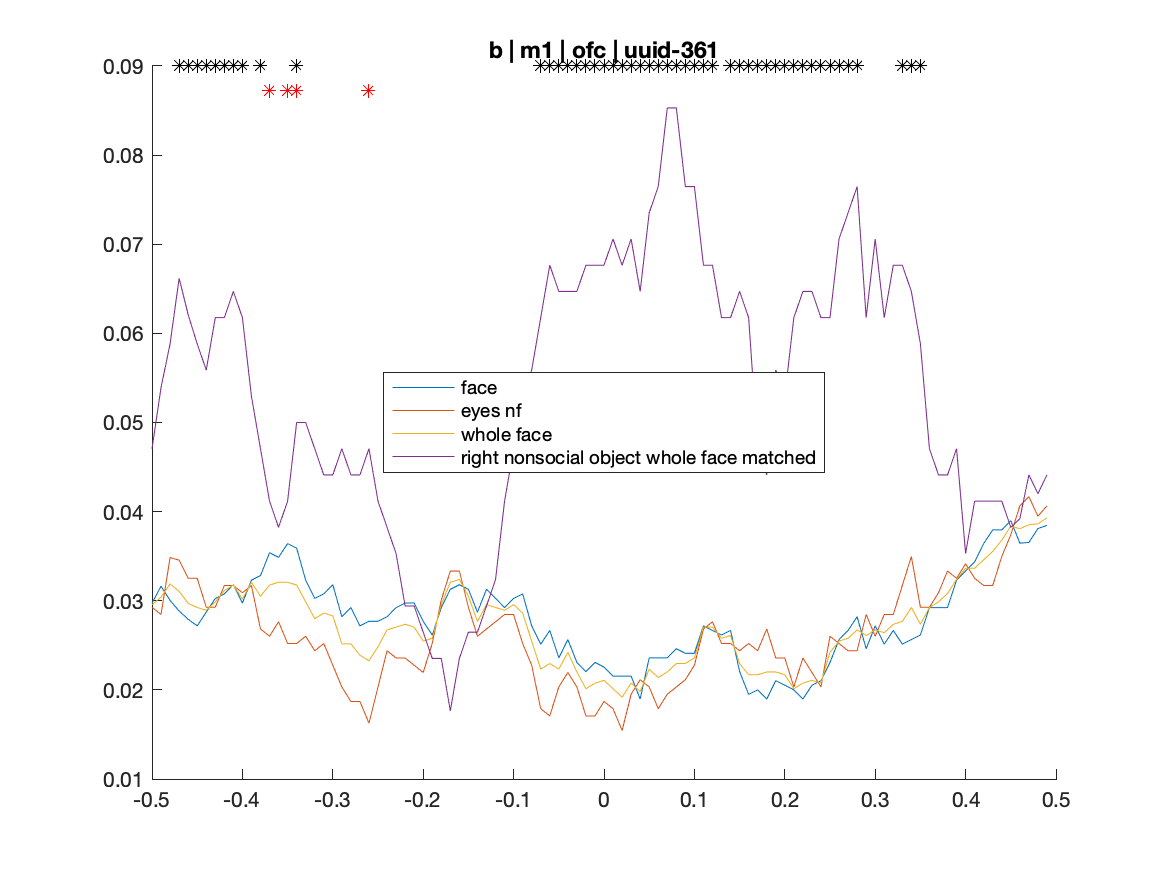 b | m1 | ofc | uuid-361
0.09
0.08
0.07
0.06
0.05
0.04
0.03
0.02
0.01
face
eyes nf
whole face
right nonsocial object whole face matched
-0.5 -0.4 -0.3 -0.2 -0.1 0 0.1 0.2 0.3 0.4 0.5